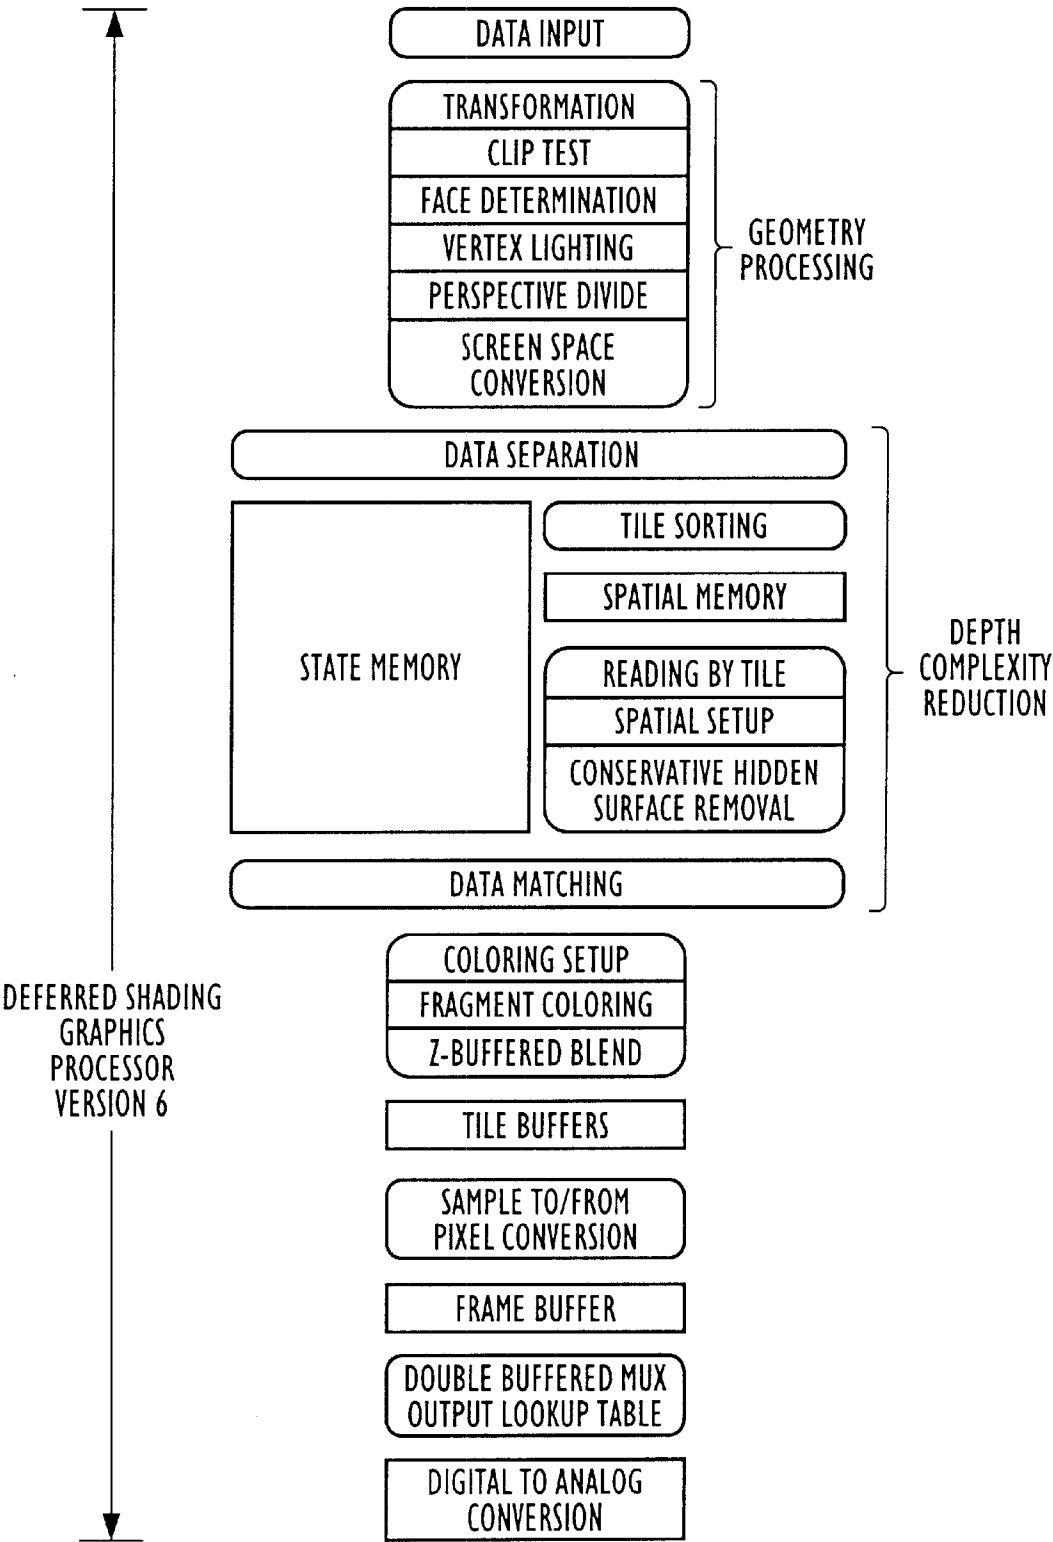 DATA INPUT
TRANSFORMATION
CLIP TEST
FACE DETERMINATION
VERTEX LIGHTING
PERSPECTIVE DIVIDE
SCREEN SPACE
CONVERSION
GEOMETRY
PROCESSING
DATA SEPARATION
STATE MEMORY
TILE SORTING
SPATIAL MEMORY
READING BY TILE
SPATIAL SETUP
CONSERVATIVE HIDDEN
SURFACE REMOVAL
DEPTH
COMPLEXITY
REDUCTION
DATA MATCHING
COLORING SETUP
FRAGMENT COLORING
Z-BUFFERED BLEND
DEFERRED SHADING
GRAPHICS
PROCESSOR
VERSION 6
TILE BUFFERS
SAMPLE TO/FROM
PIXEL CONVERSION
FRAME BUFFER
DOUBLE BUFFERED MUX
OUTPUT LOOKUP TABLE
DIGITAL TO ANALOG
CONVERSION